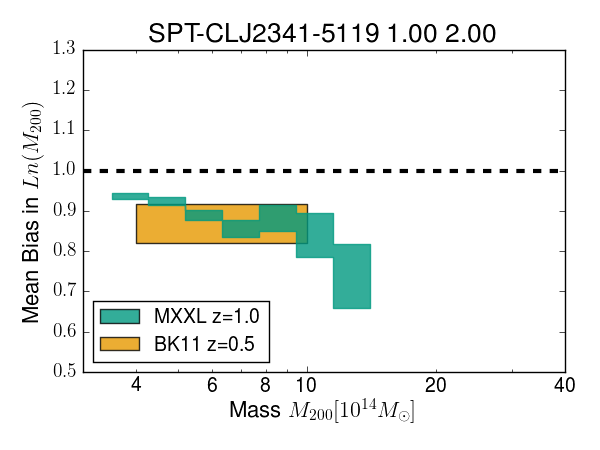 SPT-CLJ2341-5119 1.00 2.00
1.3
1.2
1.1
1.0
0.9
0.8
0.7
0.6
0.5
Mean Bias in Ln(M200)
MXXL z=1.0
BK11 z=0.5
4 6 8 10 20 40
Mass M200[10^14 M⊙]